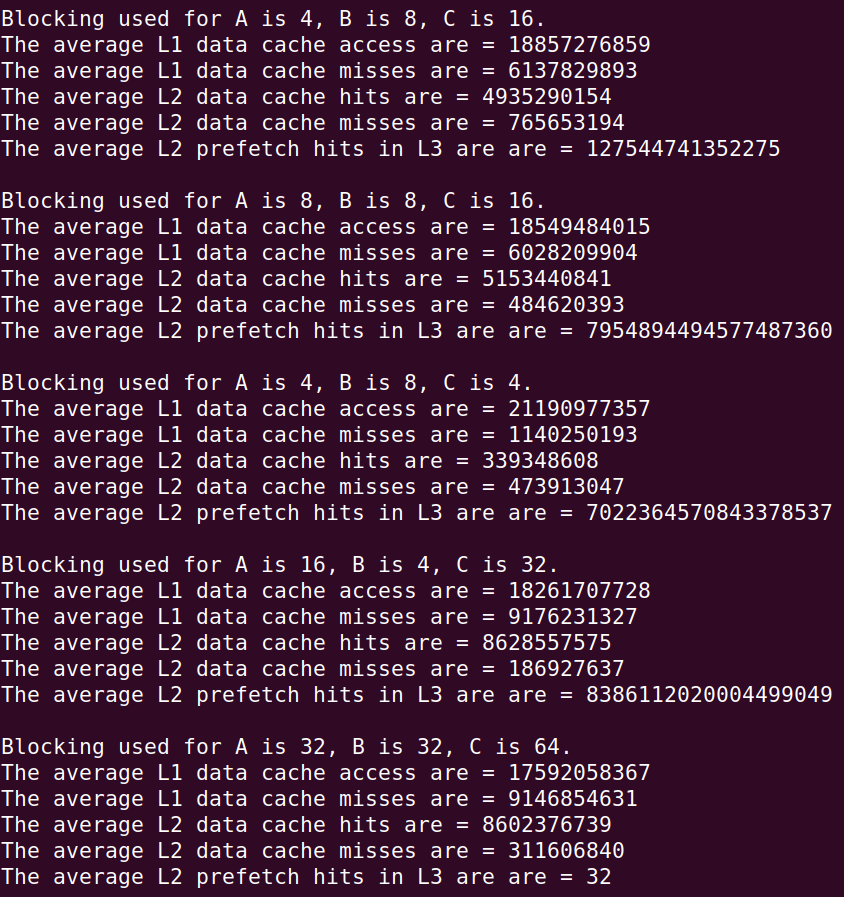 Blocking used for A is 4, B is 8, C is 16.
The average L1 data cache access are = 18857276859
The average L1 data cache misses are = 6137829893
The average L2 data cache hits are = 4935290154
The average L2 data cache misses are = 765653194
The average L2 prefetch hits in L3 are are = 127544741352275
Blocking used for A is 8, B is 8, C is 16.
The average L1 data cache access are = 18549484015
The average L1 data cache misses are = 6028209904
The average L2 data cache hits are = 5153440841
The average L2 data cache misses are = 484620393
The average L2 prefetch hits in L3 are are = 7954894494577487360
Blocking used for A is 4, B is 8, C is 4.
The average L1 data cache access are = 21190977357
The average L1 data cache misses are = 1140250193
The average L2 data cache hits are = 339348608
The average L2 data cache misses are = 473913047
The average L2 prefetch hits in L3 are are = 7022364570843378537
Blocking used for A is 16, B is 4, C is 32.
The average L1 data cache access are = 18261707728
The average L1 data cache misses are = 9176231327
The average L2 data cache hits are = 8628557575
The average L2 data cache misses are = 186927637
The average L2 prefetch hits in L3 are are = 8386112020004499049
Blocking used for A is 32, B is 32, C is 64.
The average L1 data cache access are = 17592058367
The average L1 data cache misses are = 9146854631
The average L2 data cache hits are = 8602376739
The average L2 data cache misses are = 311606840
The average L2 prefetch hits in L3 are are = 32